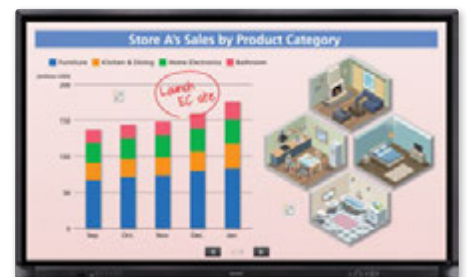 Store A's Sales by Product Category
Furniture Kitchen & Dining Home Electronics Bathroom
200
150
100
50
Launch
EC site
Sep. Oct. Nov. Dec. Jan.